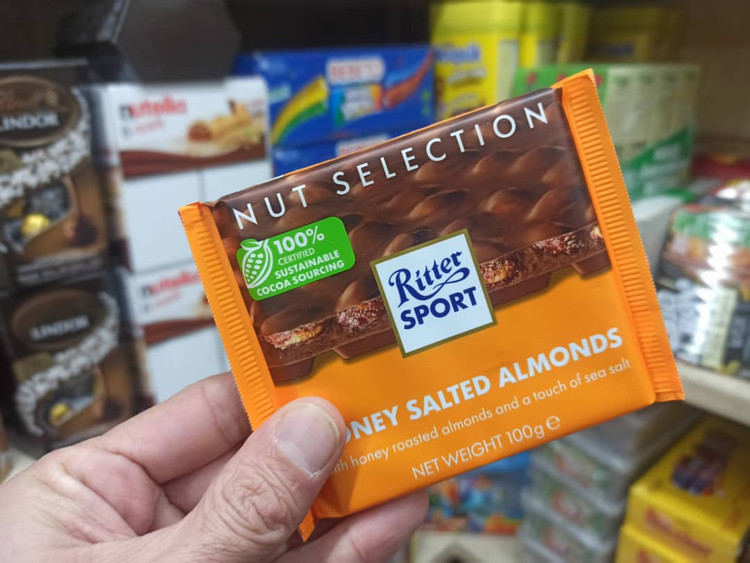 NUT SELECTION
100%
CERTIFIED
SUSTAINABLE
COCOA SOURCING
Ritter
SPORT
ONEY SALTED ALMONDS
th honey roasted almonds and a touch of sea salt
NET WEIGHT 100g e
LINDOR
nutella
nutella
LINDOR